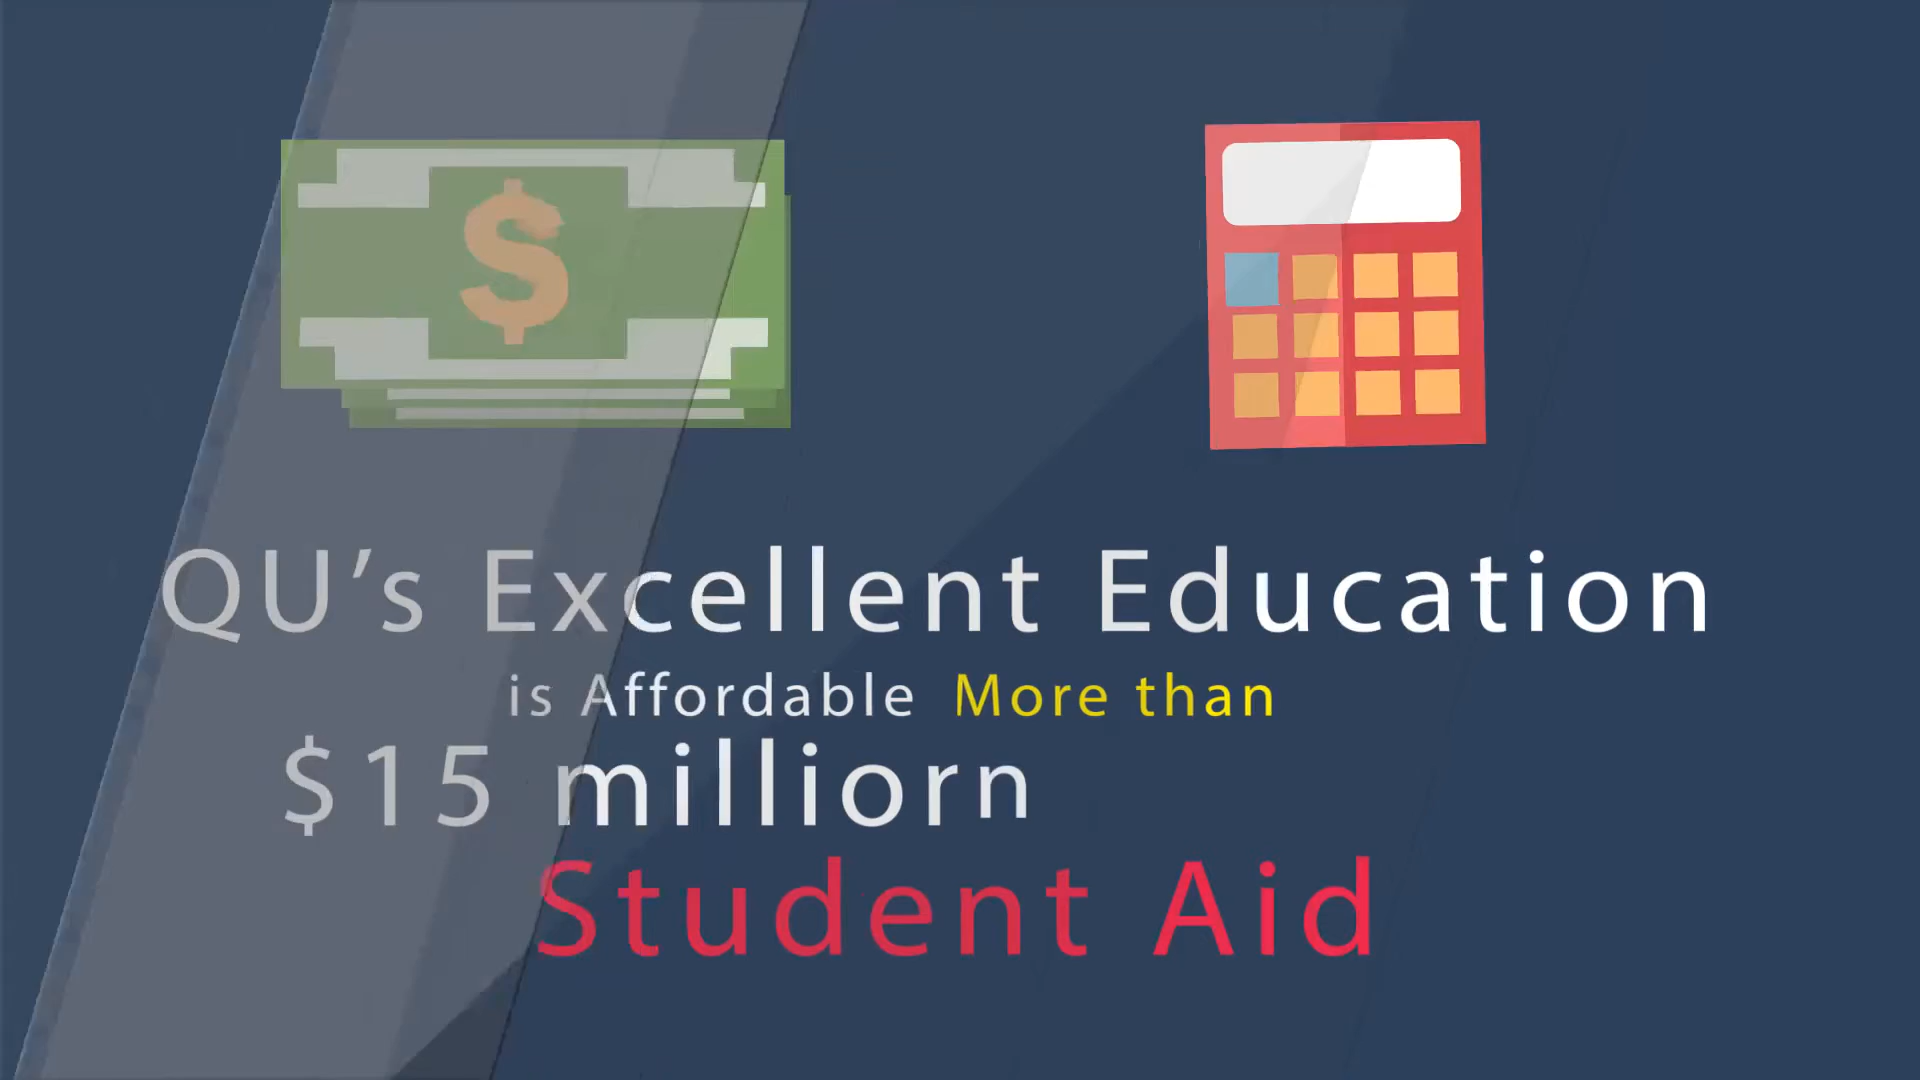 $
QU's Excellent Education
is Affordable More than
$15 milliorn
Student Aid